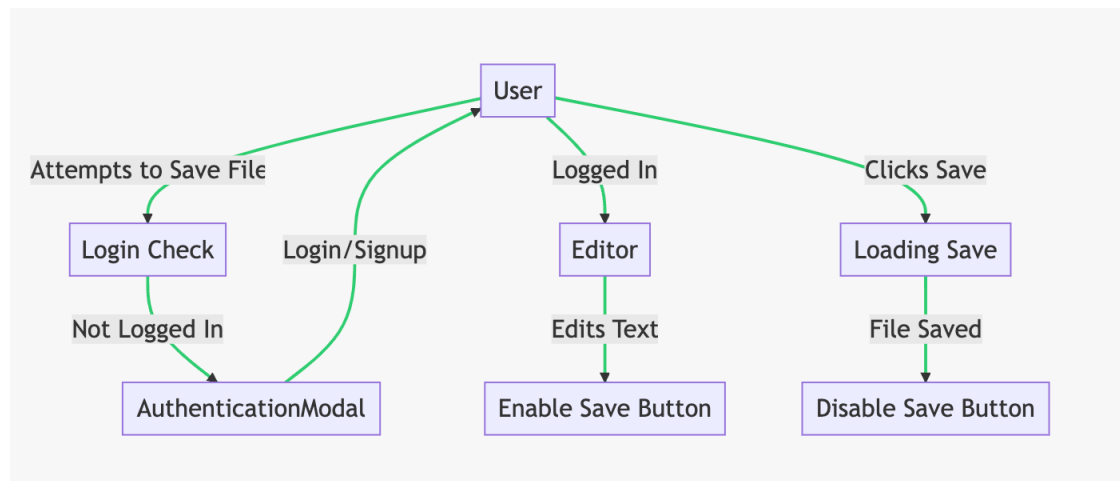 User
Attempts to Save File
Logged In
Clicks Save
Login Check
Login/Signup
Editor
Loading Save
Not Logged In
Edits Text
File Saved
AuthenticationModal
Enable Save Button
Disable Save Button